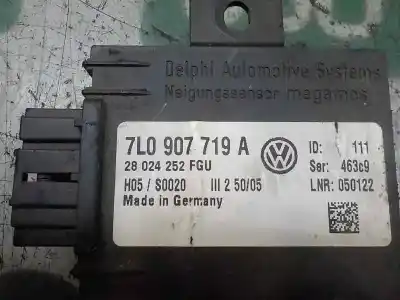 Delphi Automotive Systems
Neigungssensor megamos
7L0 907 719 A
ID: 111
28 024 252 FGU
Ser: 463c9
H05 / S0020 III 2 50/05
LNR: 050122
Made in Germany